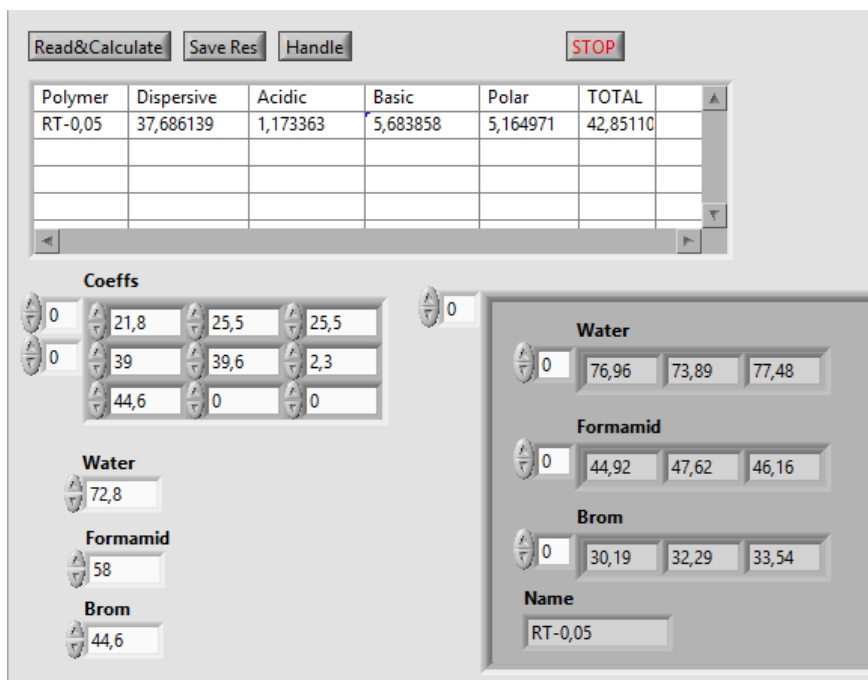 Read&Calculate Save Res Handle STOP
Polymer Dispersive Acidic Basic Polar TOTAL
RT-0,05 37,686139 1,173363 5,683858 5,164971 42,85110
Coeffs
0 21,8 25,5 25,5
0 39 39,6 2,3
44,6 0 0
Water
72,8
Formamid
58
Brom
44,6
0
Water
0 76,96 73,89 77,48
Formamid
0 44,92 47,62 46,16
Brom
0 30,19 32,29 33,54
Name
RT-0,05